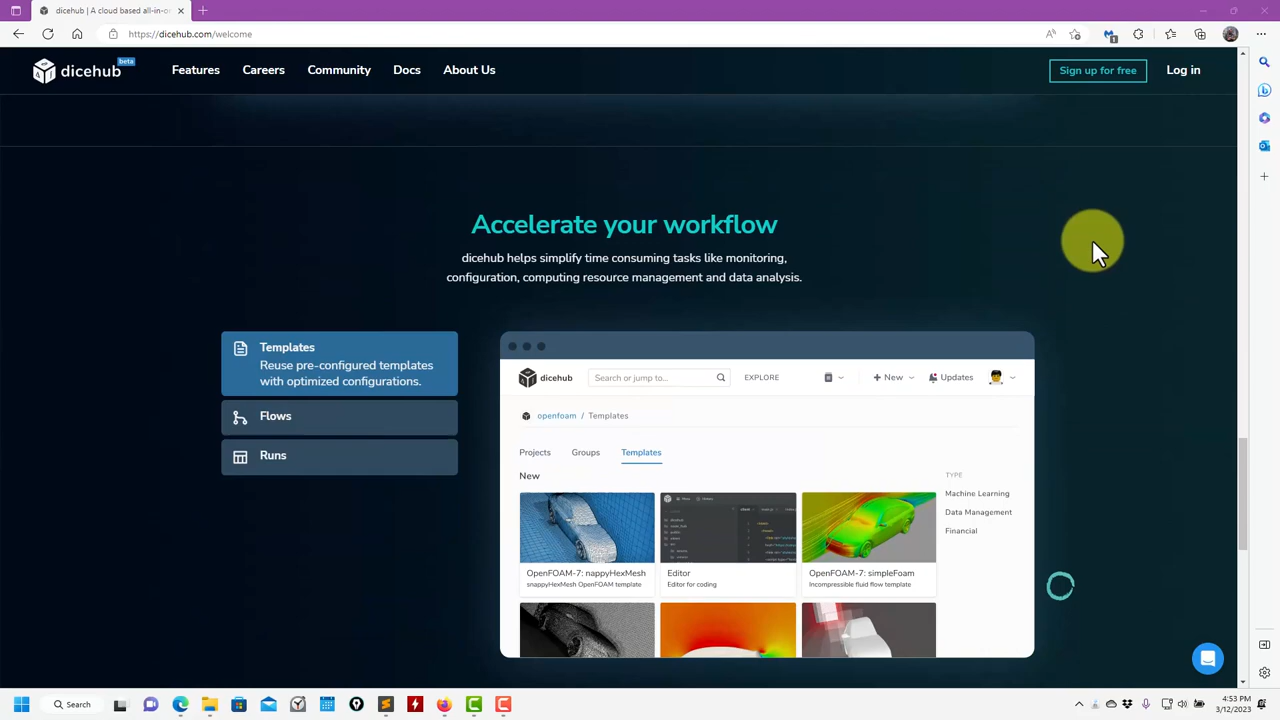 dicehub - A cloud based all-in-o
https://dicehub.com/welcome
dicehub
beta
Features
Careers
Community
Docs
About Us
Sign up for free
Log in
Accelerate your workflow
dicehub helps simplify time consuming tasks like monitoring,
configuration, computing resource management and data analysis.
Templates
Reuse pre-configured templates
with optimized configurations.
Flows
Runs
dicehub
Search or jump to...
EXPLORE
New
Updates
openfoam / Templates
Projects
Groups
Templates
New
TYPE
Machine Learning
Data Management
Financial
OpenFOAM-7: nappyHexMesh
snappyHexMesh OpenFOAM template
Editor
Editor for coding
OpenFOAM-7: simpleFoam
Incompressible fluid flow template
Search
4:53 PM
3/12/2023